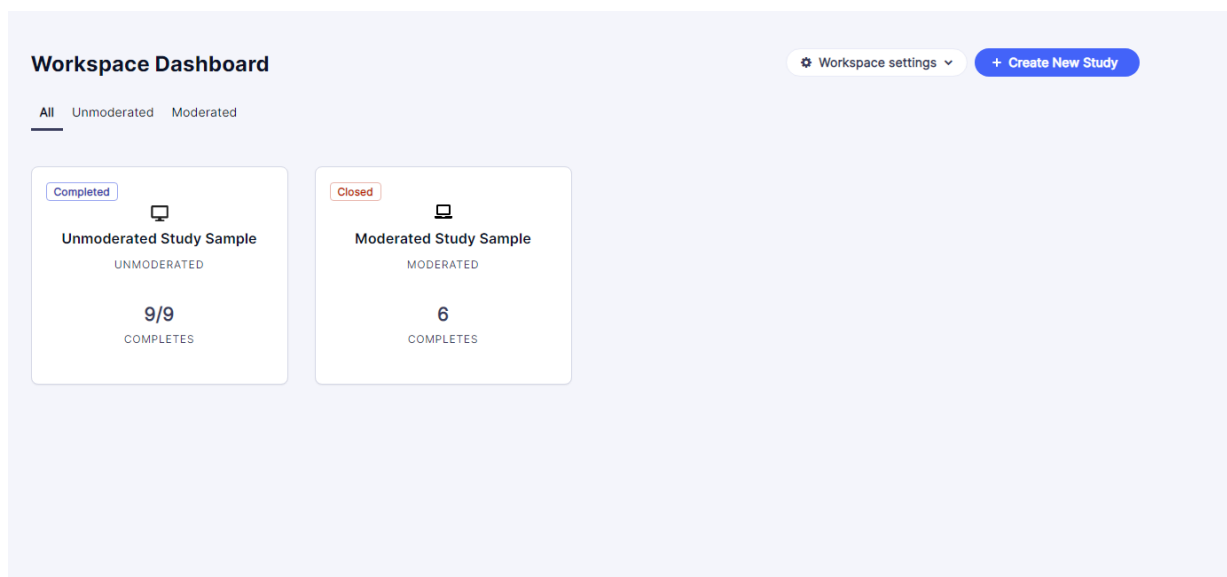 Workspace Dashboard
Workspace settings
+ Create New Study
All Unmoderated Moderated
Completed
Unmoderated Study Sample
UNMODERATED
9/9
COMPLETES
Closed
Moderated Study Sample
MODERATED
6
COMPLETES